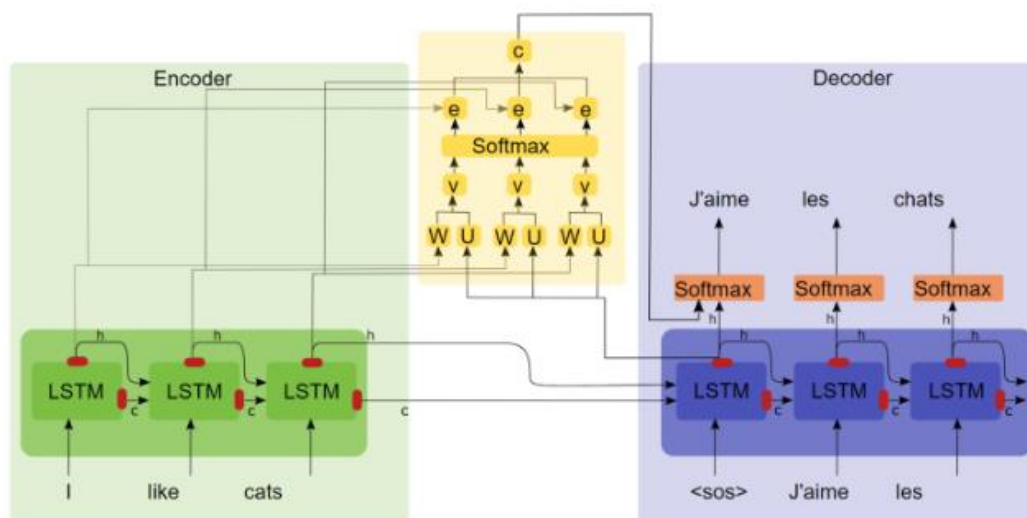 Encoder
c
Decoder
e e e
Softmax
v v v
J'aime les chats
W U W U W U
Softmax Softmax Softmax
h h h h h h
h h h
LSTM LSTM LSTM LSTM LSTM LSTM
c c c c c c
I like cats <sos> J'aime les